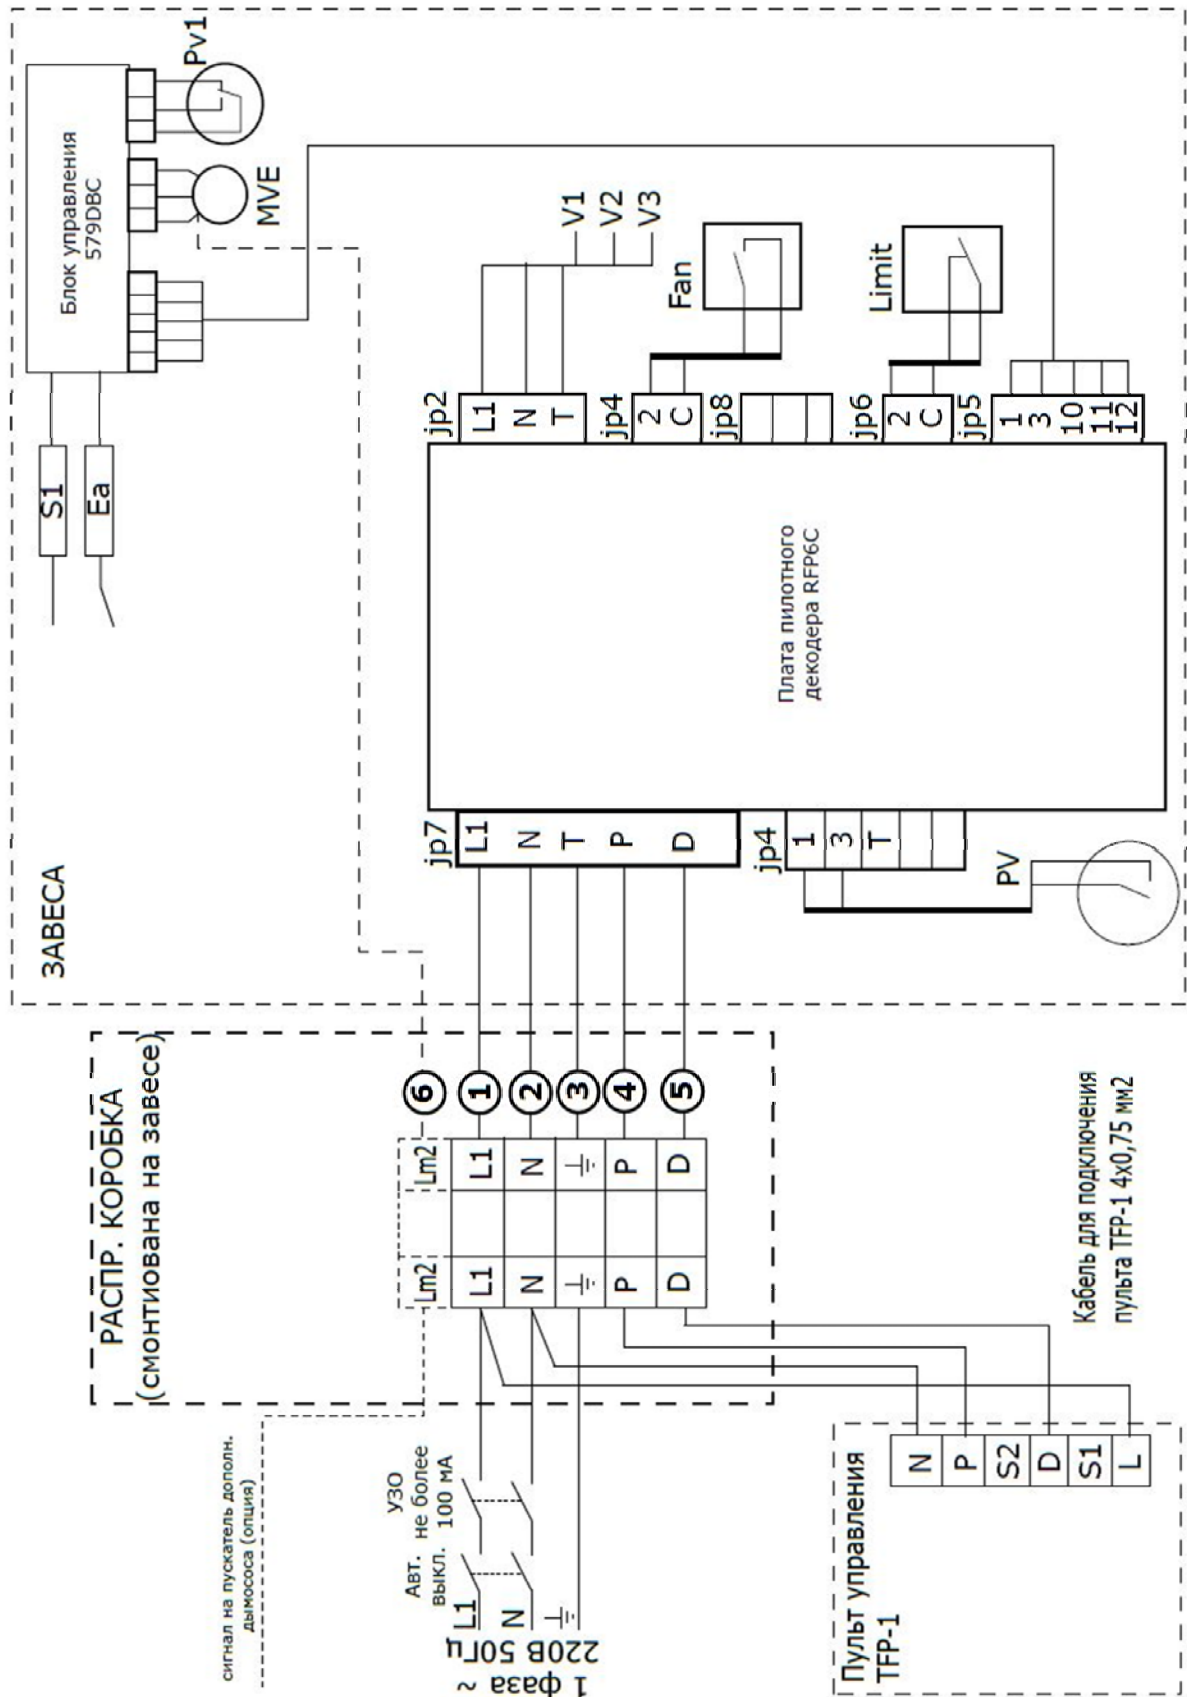 ЗАВЕСА
S1
Ea
Блок управления
579DBC
Pv1
MVE
V1
V2
V3
Fan
Limit
jp2
L1
N
T
jp4
2
C
jp8
jp6
2
C
jp5
1
3
10
11
12
Плата пилотного
декодера RFP6C
jp7
L1
N
T
P
D
jp4
1
3
T
PV
РАСПР. КОРОБКА
(смонтиована на завесе)
6
1
2
3
4
5
Lm2
L1
N
P
D
Lm2
L1
N
P
D
Кабель для подключения
пульта TFP-1 4x0,75 мм2
сигнал на пускатель дополн.
дымососа (опция)
УЗО
не более
100 мА
Авт.
выкл.
L1
N
1 фаза ~
220В 50Гц
Пульт управления
TFP-1
N
P
S2
D
S1
L